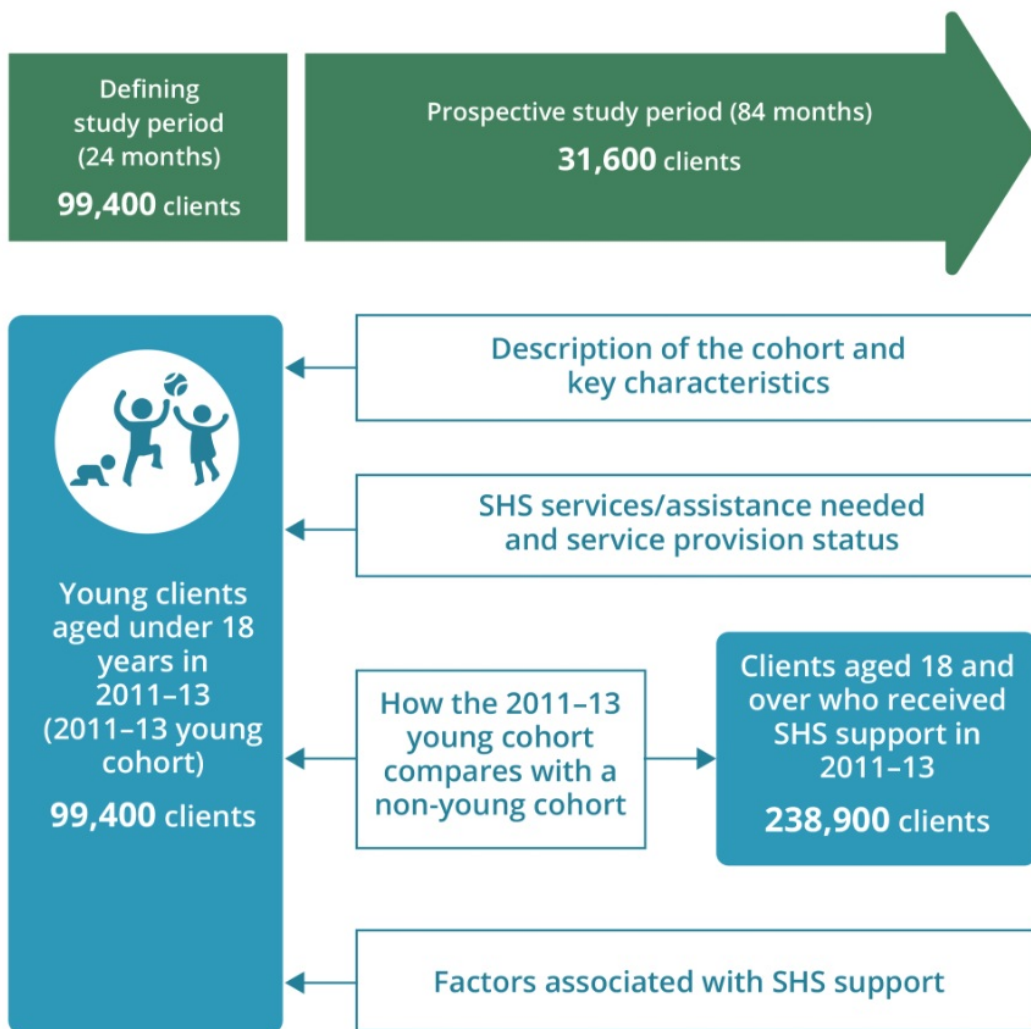 Defining
study period
(24 months)
99,400 clients
Prospective study period (84 months)
31,600 clients
Young clients
aged under 18
years in
2011–13
(2011–13 young
cohort)
99,400 clients
Description of the cohort and
key characteristics
SHS services/assistance needed
and service provision status
How the 2011–13
young cohort
compares with a
non-young cohort
Clients aged 18 and
over who received
SHS support in
2011–13
238,900 clients
Factors associated with SHS support